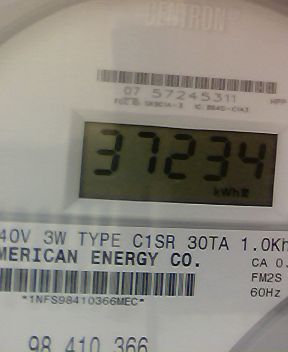 CENTRON®
07 57245311
37234
kWh
40V 3W TYPE C1SR 30TA 1.0Kh
MERICAN ENERGY CO.
CA 0.
FM2S
60Hz
*1NFS98410366MEC*
98 410 366